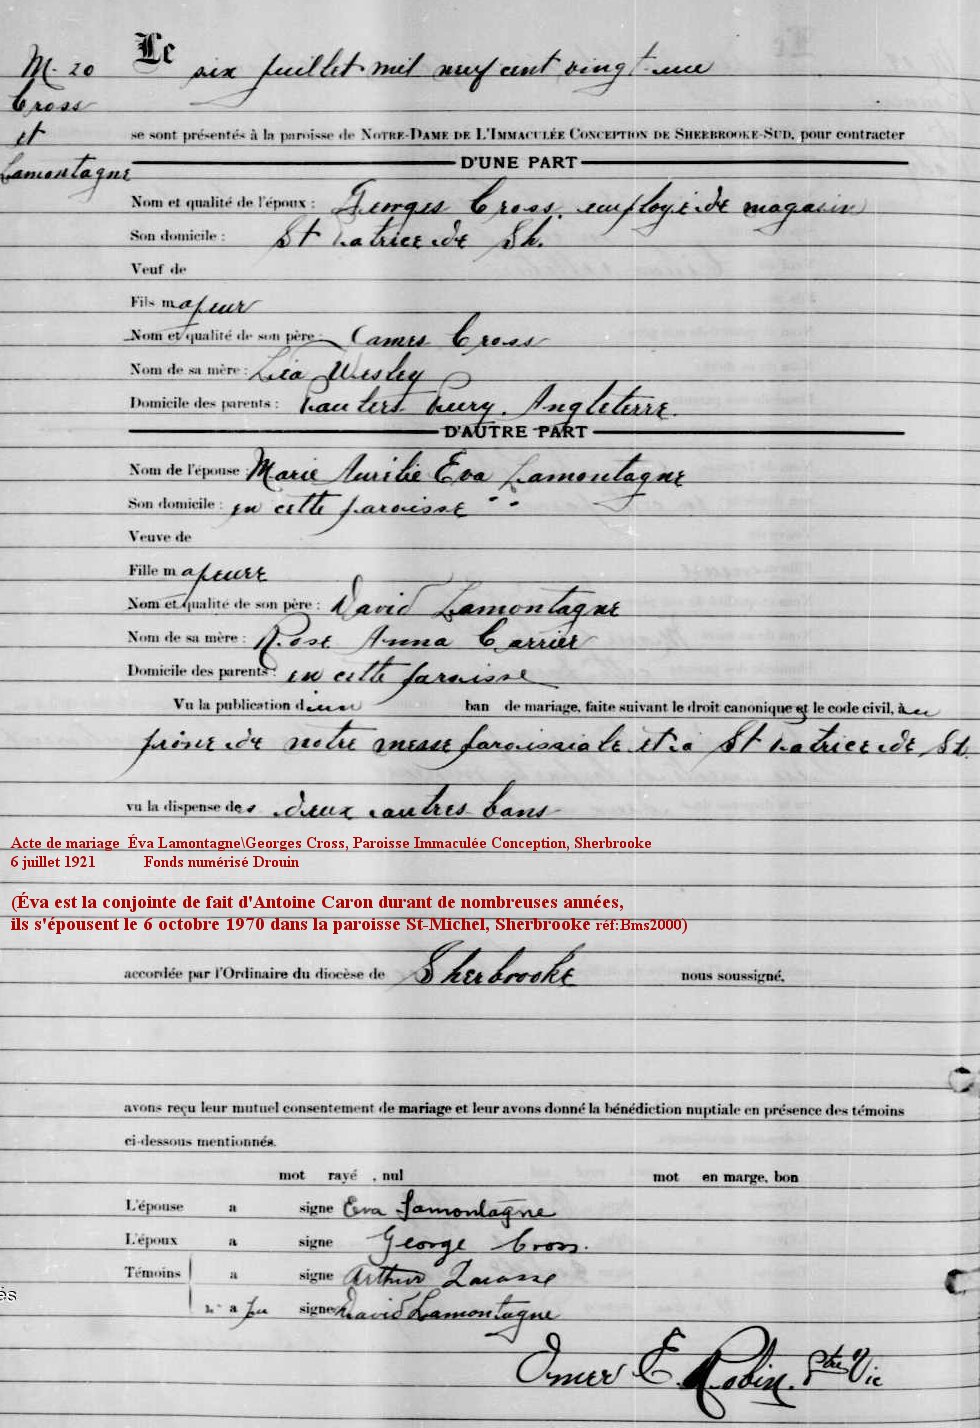 M-20
Cross
et
Lamontagne
Le six juillet mil neuf cent vingt-une
se sont présentés à la paroisse de NOTRE-DAME DE L'IMMACULÉE CONCEPTION DE SHERBROOKE-SUD, pour contracter
D'UNE PART
Nom et qualité de l'époux : Georges Cross, employé de magasin
Son domicile : St Patrice de Sh.
Veuf de
Fils majeur
Nom et qualité de son père : James Cross
Nom de sa mère : Léa Wesley
Domicile des parents : Paulers Pury, Angleterre.
D'AUTRE PART
Nom de l'épouse : Marie Aurélie Eva Lamontagne
Son domicile : en cette paroisse
Veuve de
Fille majeure
Nom et qualité de son père : David Lamontagne
Nom de sa mère : Rose Anna Carrier
Domicile des parents : en cette paroisse
Vu la publication d'un ban de mariage, faite suivant le droit canonique et le code civil, au
prône de notre messe paroissiale et à St Patrice de Sh.
vu la dispense des deux autres bans
Acte de mariage Éva Lamontagne\Georges Cross, Paroisse Immaculée Conception, Sherbrooke
6 juillet 1921 Fonds numérisé Drouin
(Éva est la conjointe de fait d'Antoine Caron durant de nombreuses années,
ils s'épousent le 6 octobre 1970 dans la paroisse St-Michel, Sherbrooke réf:Bms2000)
accordée par l'Ordinaire du diocèse de Sherbrooke nous soussigné,
avons reçu leur mutuel consentement de mariage et leur avons donné la bénédiction nuptiale en présence des témoins
ci-dessous mentionnés.
mot rayé , nul mot en marge, bon
L'épouse a signe Eva Lamontagne
L'époux a signe George Cross.
Témoins a signe Arthur Larasse
a pu signer David Lamontagne
ès
Omer E. Robin, Ptre Vic